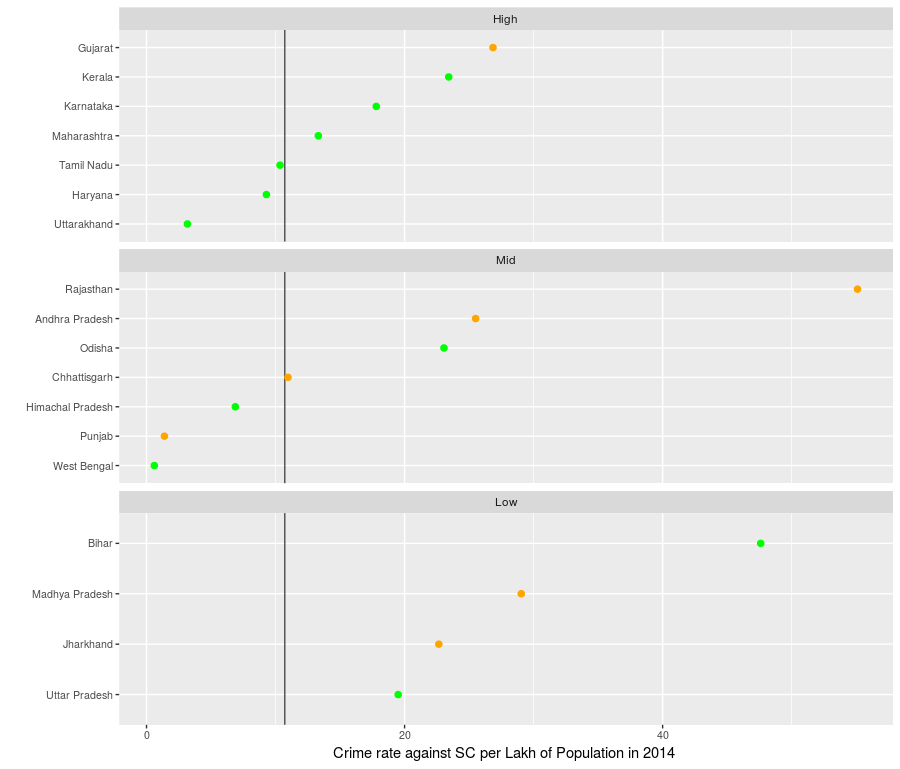 High
Gujarat
Kerala
Karnataka
Maharashtra
Tamil Nadu
Haryana
Uttarakhand
Mid
Rajasthan
Andhra Pradesh
Odisha
Chhattisgarh
Himachal Pradesh
Punjab
West Bengal
Low
Bihar
Madhya Pradesh
Jharkhand
Uttar Pradesh
0 20 40
Crime rate against SC per Lakh of Population in 2014